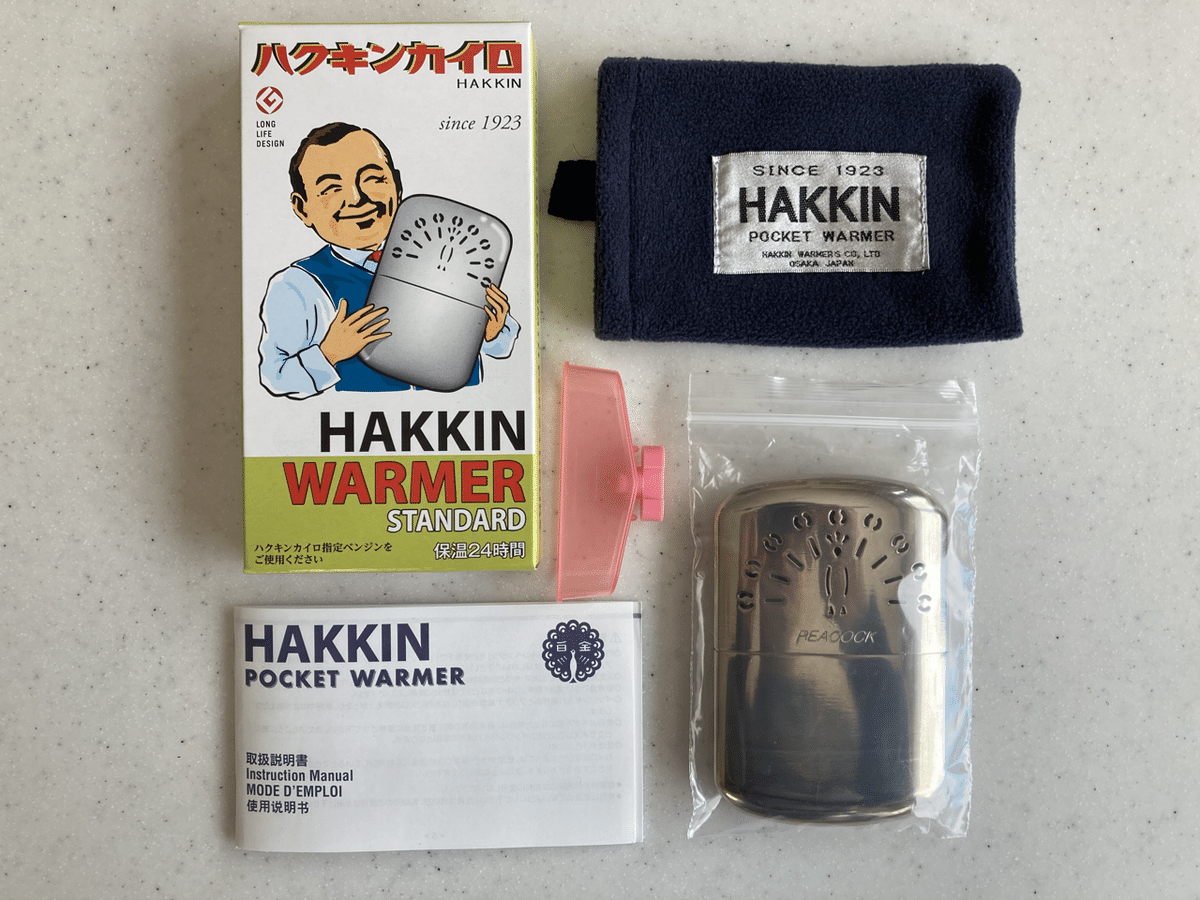 ハクキンカイロ
HAKKIN
LONG
LIFE
DESIGN
since 1923
HAKKIN
WARMER
STANDARD
ハクキンカイロ指定ベンジンを
ご使用ください
保温24時間
SINCE 1923
HAKKIN
POCKET WARMER
HAKKIN WARMERS CO., LTD
OSAKA JAPAN
PEACOCK
HAKKIN
POCKET WARMER
白金
取扱説明書
Instruction Manual
MODE D'EMPLOI
使用说明书